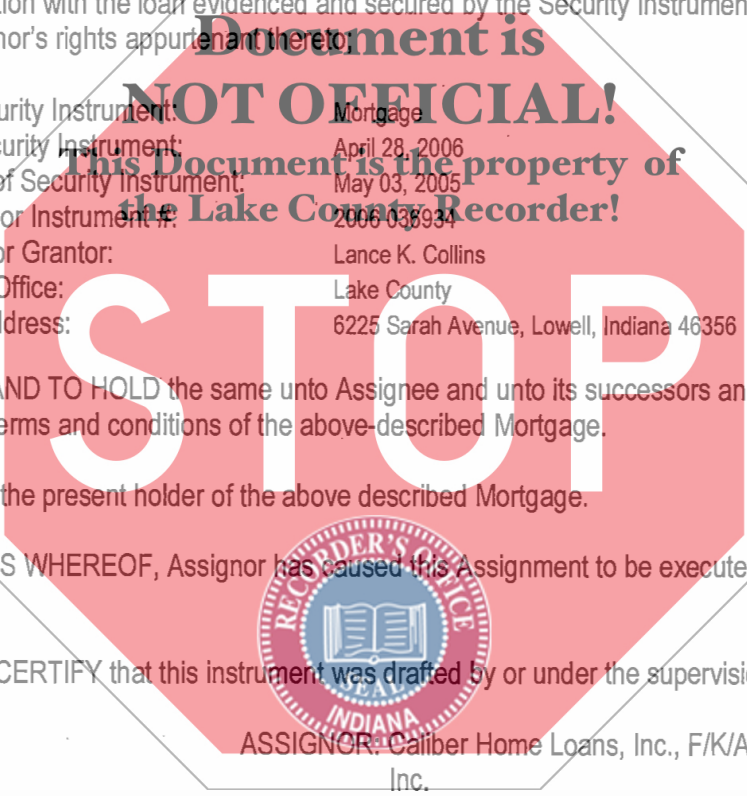 tion with the loan evidenced and secured by the Security Instrument
nor's rights appurtenant thereto;
Document is
NOT OFFICIAL!
This Document is the property of
the Lake County Recorder!
urity Instrument: Mortgage
curity Instrument: April 28, 2006
of Security Instrument: May 03, 2005
or Instrument #: 2006 036934
or Grantor: Lance K. Collins
Office: Lake County
ddress: 6225 Sarah Avenue, Lowell, Indiana 46356
STOP
AND TO HOLD the same unto Assignee and unto its successors an
erms and conditions of the above-described Mortgage.
the present holder of the above described Mortgage.
S WHEREOF, Assignor has caused this Assignment to be execute
RECORDER'S OFFICE
SEAL
INDIANA
CERTIFY that this instrument was drafted by or under the supervisi
ASSIGNOR: Caliber Home Loans, Inc., F/K/A
Inc.